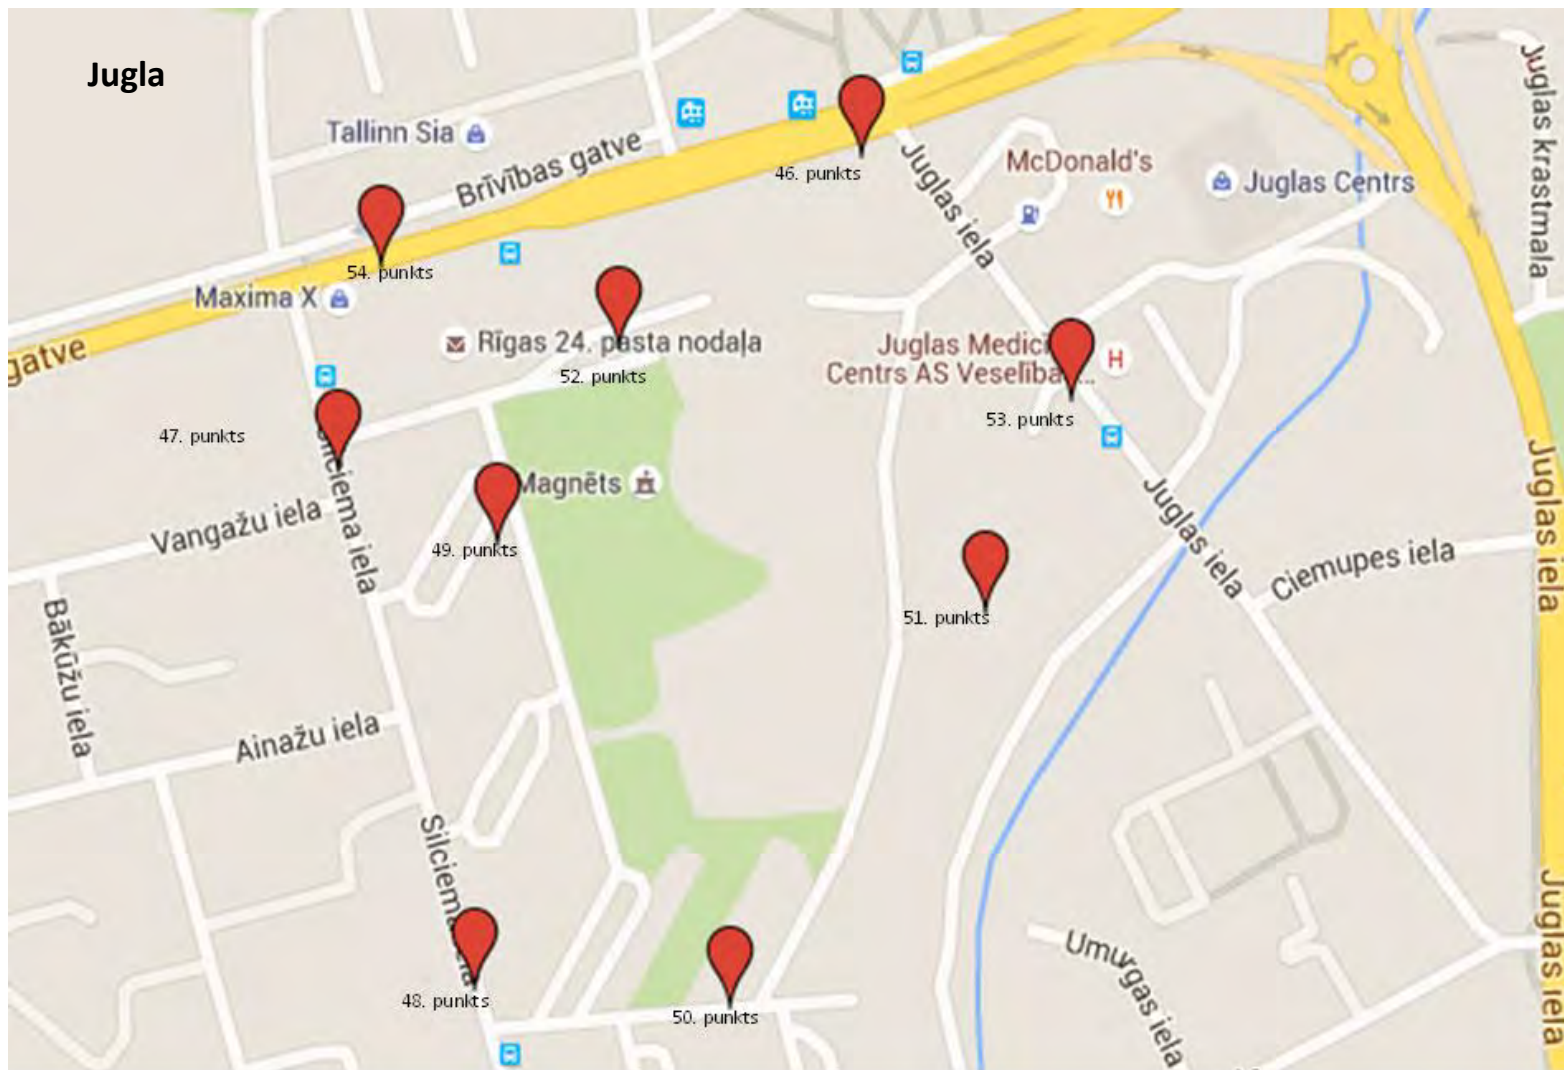 Jugla
Tallinn Sia
Brīvības gatve
46. punkts
Juglas iela
McDonald's
Juglas Centrs
Juglas krastmala
54. punkts
Maxima X
gatve
Rīgas 24. pasta nodaļa
52. punkts
Juglas Medicī
Centrs AS Veselība...
53. punkts
47. punkts
Silciema iela
Magnēts
Vangažu iela
49. punkts
Juglas iela
Ciemupes iela
Juglas iela
51. punkts
Bākūžu iela
Ainažu iela
Silciema iela
48. punkts
50. punkts
Umurgas iela
Juglas iela